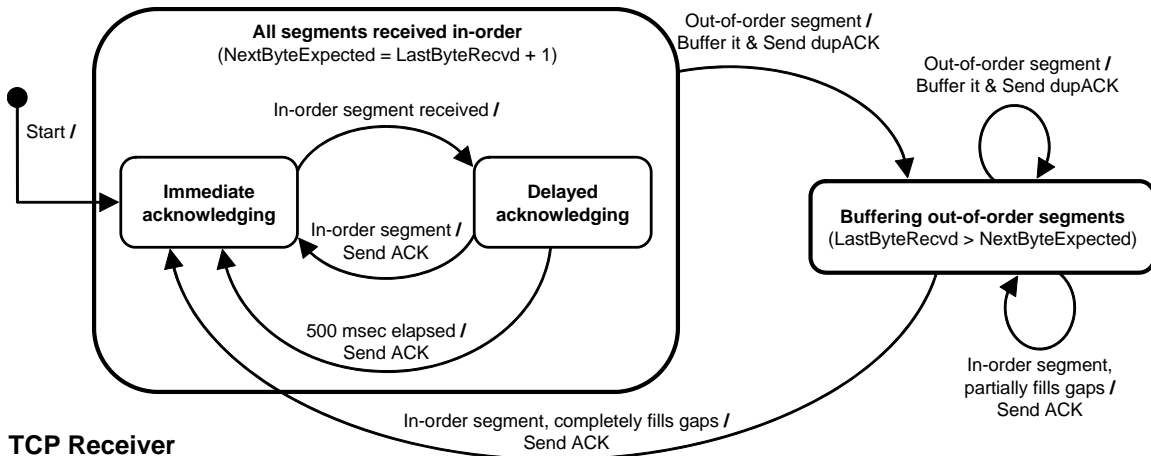 All segments received in-order
(NextByteExpected = LastByteRecvd + 1)
Out-of-order segment /
Buffer it & Send dupACK
Out-of-order segment /
Buffer it & Send dupACK
Start /
In-order segment received /
Immediate
acknowledging
Delayed
acknowledging
In-order segment /
Send ACK
500 msec elapsed /
Send ACK
Buffering out-of-order segments
(LastByteRecvd > NextByteExpected)
In-order segment,
partially fills gaps /
Send ACK
In-order segment, completely fills gaps /
Send ACK
TCP Receiver